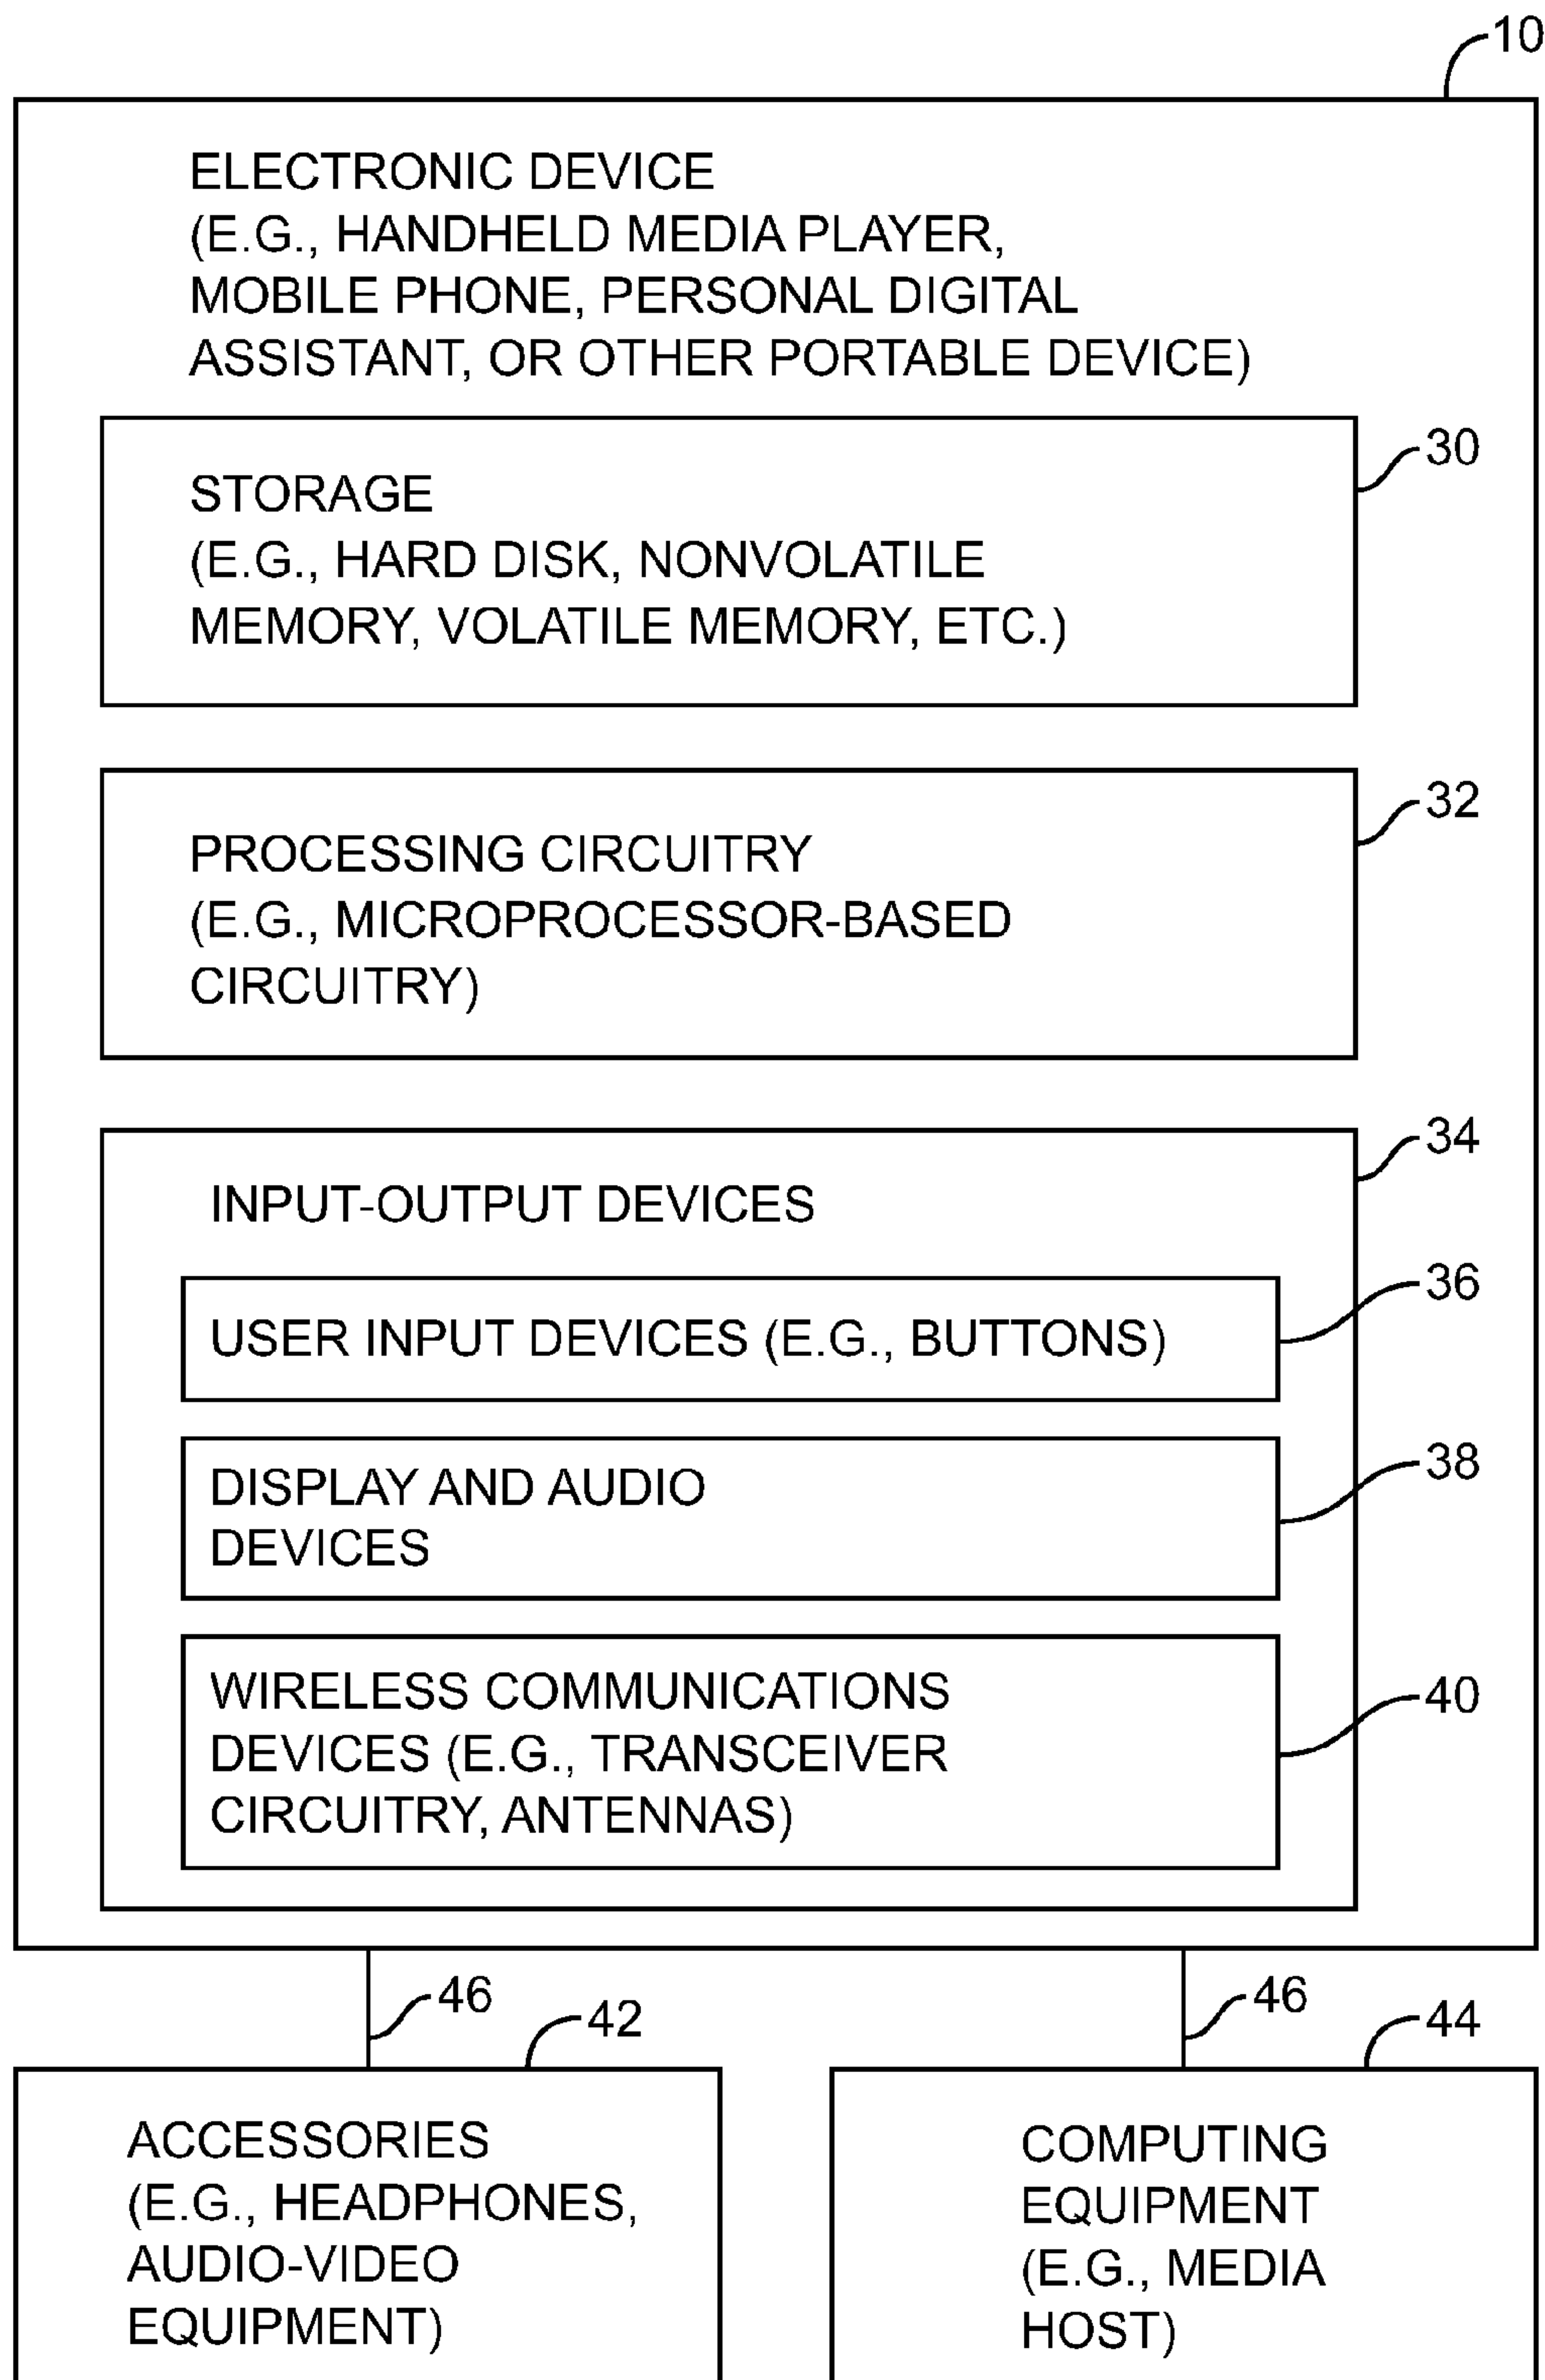 10
ELECTRONIC DEVICE
(E.G., HANDHELD MEDIA PLAYER,
MOBILE PHONE, PERSONAL DIGITAL
ASSISTANT, OR OTHER PORTABLE DEVICE)
30
STORAGE
(E.G., HARD DISK, NONVOLATILE
MEMORY, VOLATILE MEMORY, ETC.)
32
PROCESSING CIRCUITRY
(E.G., MICROPROCESSOR-BASED
CIRCUITRY)
34
INPUT-OUTPUT DEVICES
36
USER INPUT DEVICES (E.G., BUTTONS)
38
DISPLAY AND AUDIO
DEVICES
40
WIRELESS COMMUNICATIONS
DEVICES (E.G., TRANSCEIVER
CIRCUITRY, ANTENNAS)
46
42
46
44
ACCESSORIES
(E.G., HEADPHONES,
AUDIO-VIDEO
EQUIPMENT)
COMPUTING
EQUIPMENT
(E.G., MEDIA
HOST)